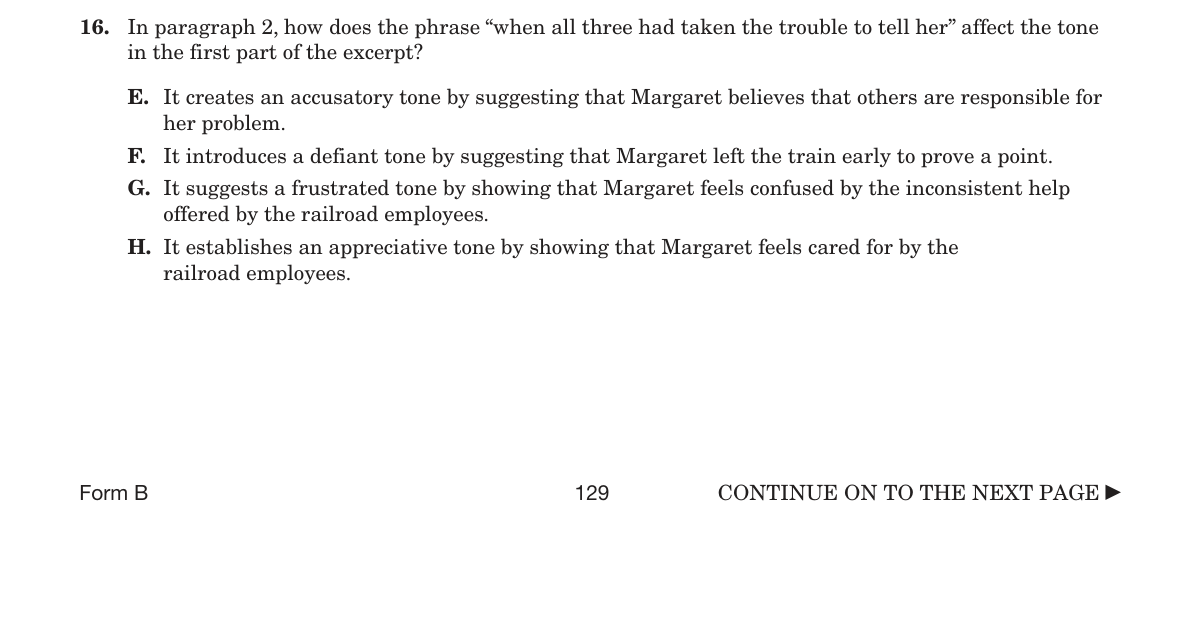 16. In paragraph 2, how does the phrase “when all three had taken the trouble to tell her” affect the tone
in the first part of the excerpt?
E. It creates an accusatory tone by suggesting that Margaret believes that others are responsible for
her problem.
F. It introduces a defiant tone by suggesting that Margaret left the train early to prove a point.
G. It suggests a frustrated tone by showing that Margaret feels confused by the inconsistent help
offered by the railroad employees.
H. It establishes an appreciative tone by showing that Margaret feels cared for by the
railroad employees.
Form B 129 CONTINUE ON TO THE NEXT PAGE ►